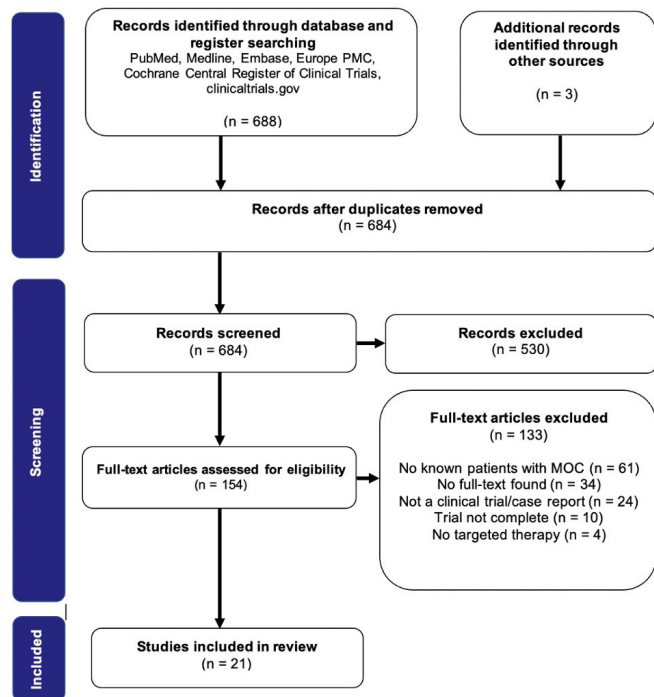 Identification
Records identified through database and
register searching
PubMed, Medline, Embase, Europe PMC,
Cochrane Central Register of Clinical Trials,
clinicaltrials.gov
(n = 688)
Additional records
identified through
other sources
(n = 3)
Records after duplicates removed
(n = 684)
Screening
Records screened
(n = 684)
Records excluded
(n = 530)
Full-text articles assessed for eligibility
(n = 154)
Full-text articles excluded
(n = 133)
No known patients with MOC (n = 61)
No full-text found (n = 34)
Not a clinical trial/case report (n = 24)
Trial not complete (n = 10)
No targeted therapy (n = 4)
Included
Studies included in review
(n = 21)